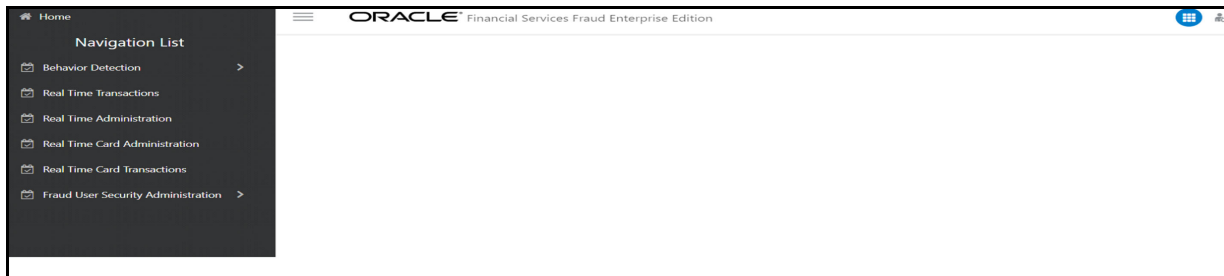 Home
ORACLE® Financial Services Fraud Enterprise Edition
Navigation List
Behavior Detection
Real Time Transactions
Real Time Administration
Real Time Card Administration
Real Time Card Transactions
Fraud User Security Administration